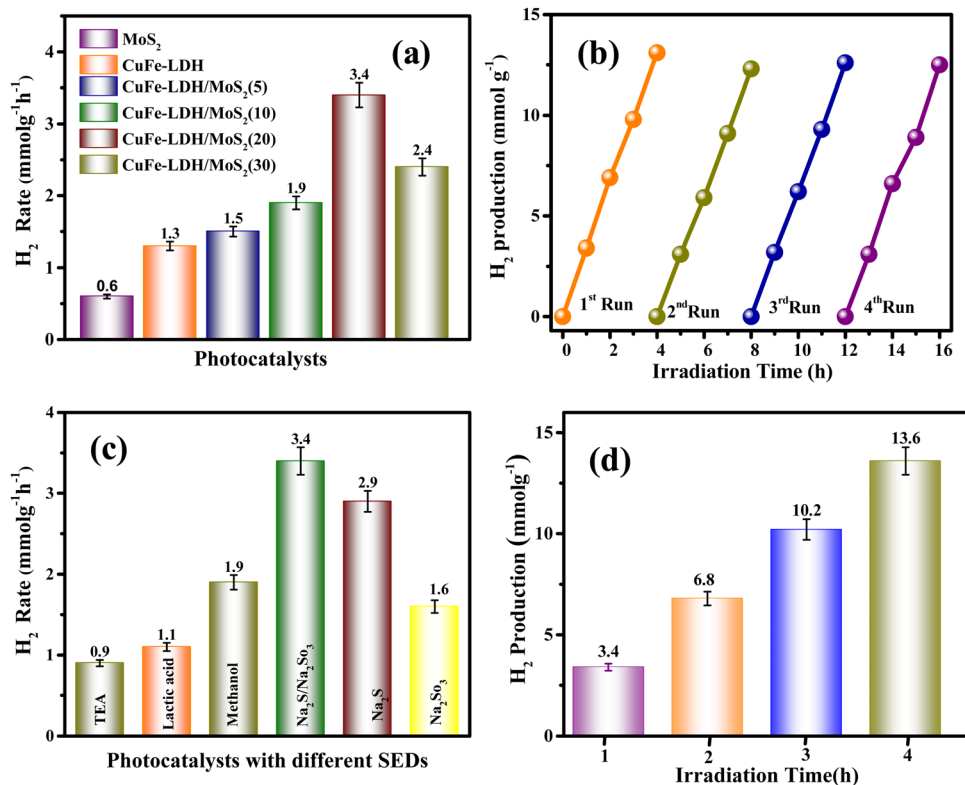 (a)
H₂ Rate (mmolg⁻¹h⁻¹)
4
3
2
1
0
MoS₂
CuFe-LDH
CuFe-LDH/MoS₂(5)
CuFe-LDH/MoS₂(10)
CuFe-LDH/MoS₂(20)
CuFe-LDH/MoS₂(30)
0.6
1.3
1.5
1.9
3.4
2.4
Photocatalysts
(b)
H₂ production (mmol g⁻¹)
15
10
5
0
1ˢᵗ Run
2ⁿᵈRun
3ʳᵈRun
4ᵗʰRun
0 2 4 6 8 10 12 14 16
Irradiation Time (h)
(c)
H₂ Rate (mmolg⁻¹h⁻¹)
4
3
2
1
0
0.9
1.1
1.9
3.4
2.9
1.6
TEA
Lactic acid
Methanol
Na₂S/Na₂So₃
Na₂S
Na₂So₃
Photocatalysts with different SEDs
(d)
H₂ Production (mmolg⁻¹)
15
10
5
0
3.4
6.8
10.2
13.6
1 2 3 4
Irradiation Time(h)